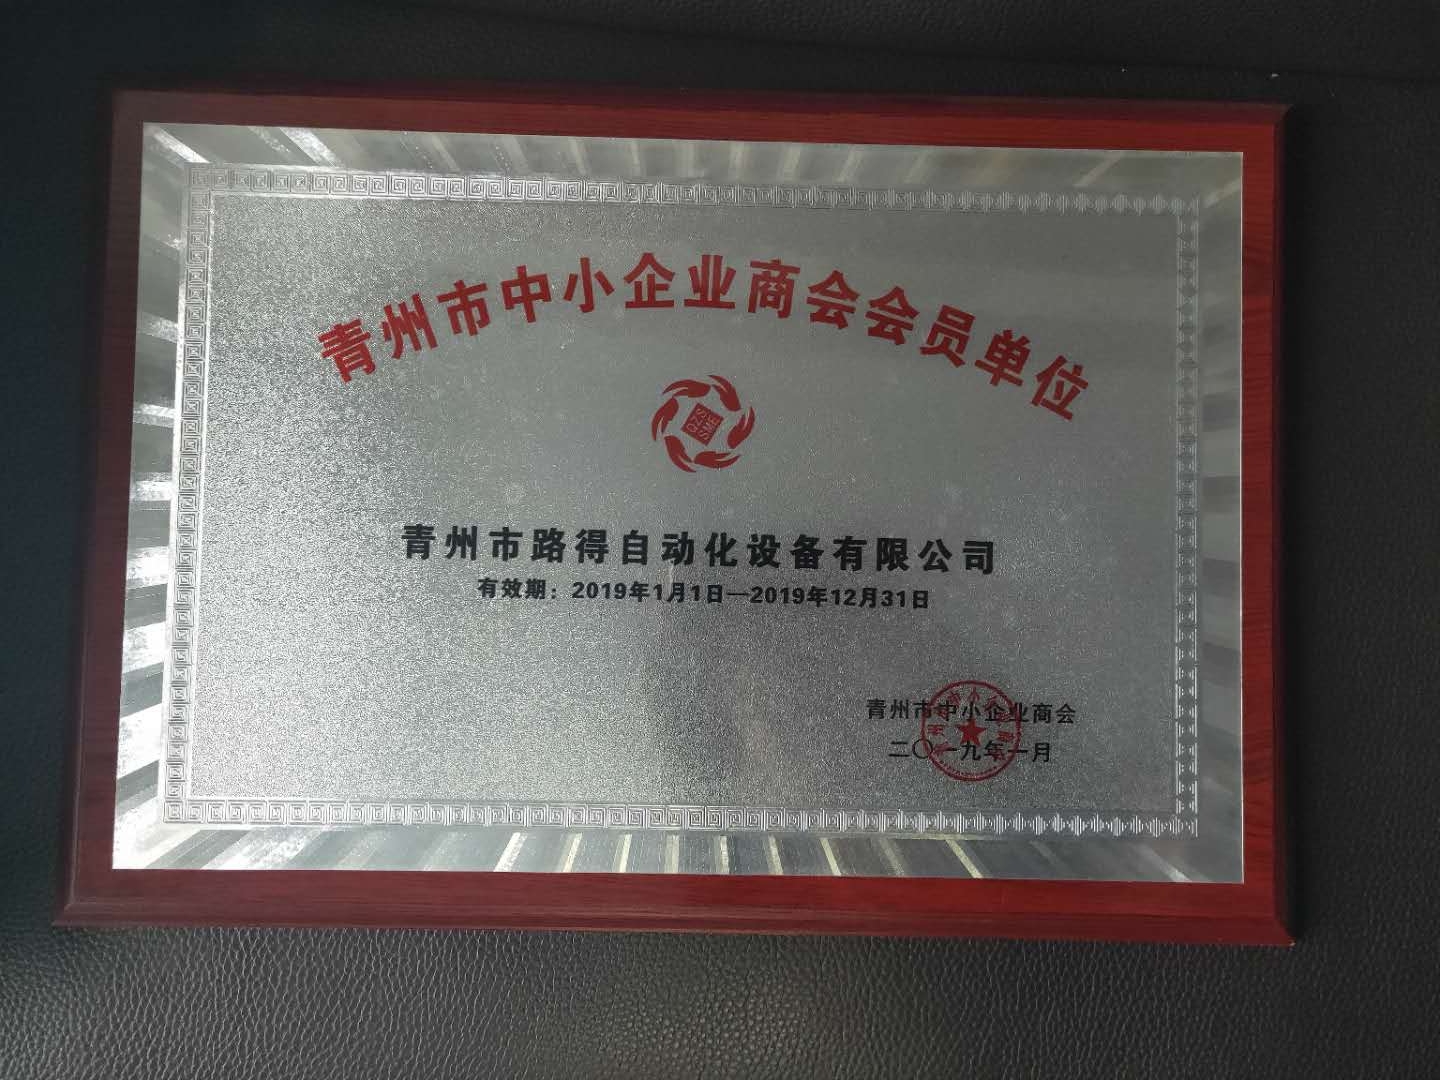 青州市中小企业商会会员单位
QZS
SME
青州市路得自动化设备有限公司
有效期：2019年1月1日—2019年12月31日
青州市中小企业商会
二〇一九年一月